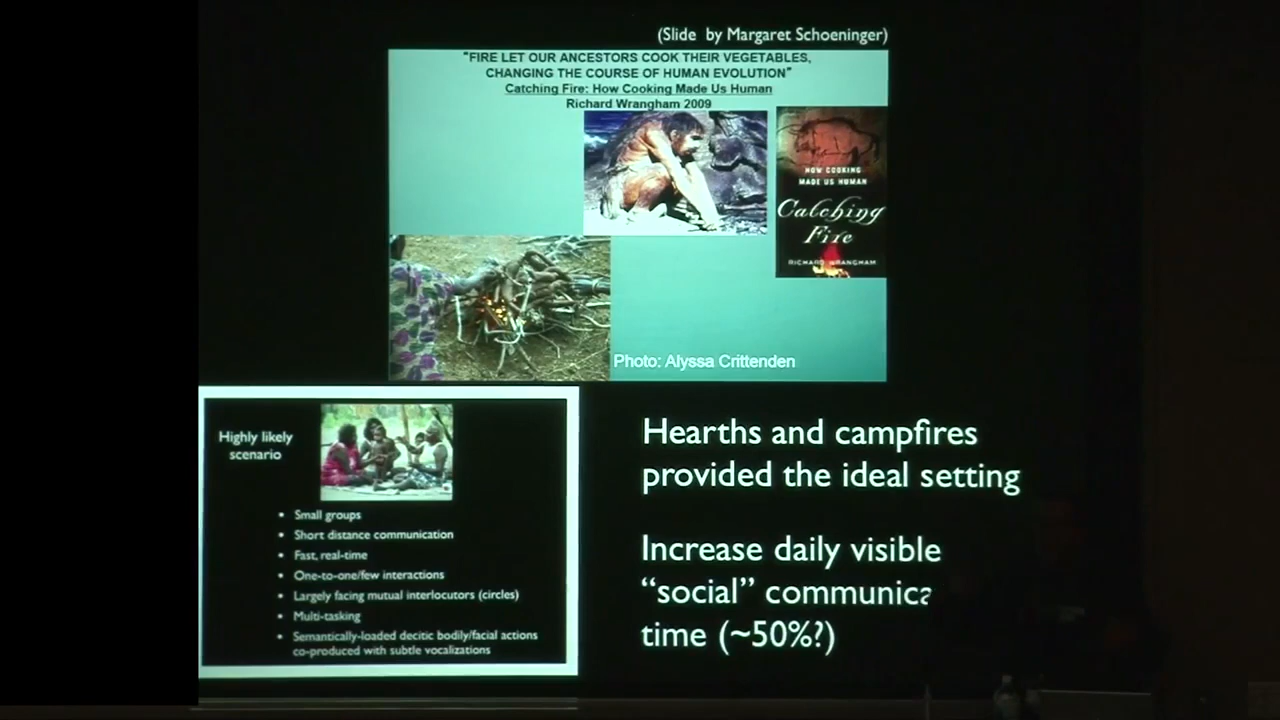 (Slide by Margaret Schoeninger)
"FIRE LET OUR ANCESTORS COOK THEIR VEGETABLES,
CHANGING THE COURSE OF HUMAN EVOLUTION"
Catching Fire: How Cooking Made Us Human
Richard Wrangham 2009
HOW COOKING
MADE US HUMAN
Catching
Fire
RICHARD WRANGHAM
Photo: Alyssa Crittenden
Highly likely
scenario
• Small groups
• Short distance communication
• Fast, real-time
• One-to-one/few interactions
• Largely facing mutual interlocutors (circles)
• Multi-tasking
• Semantically-loaded decitic bodily/facial actions
co-produced with subtle vocalizations
Hearths and campfires
provided the ideal setting
Increase daily visible
“social” communica
time (~50%?)